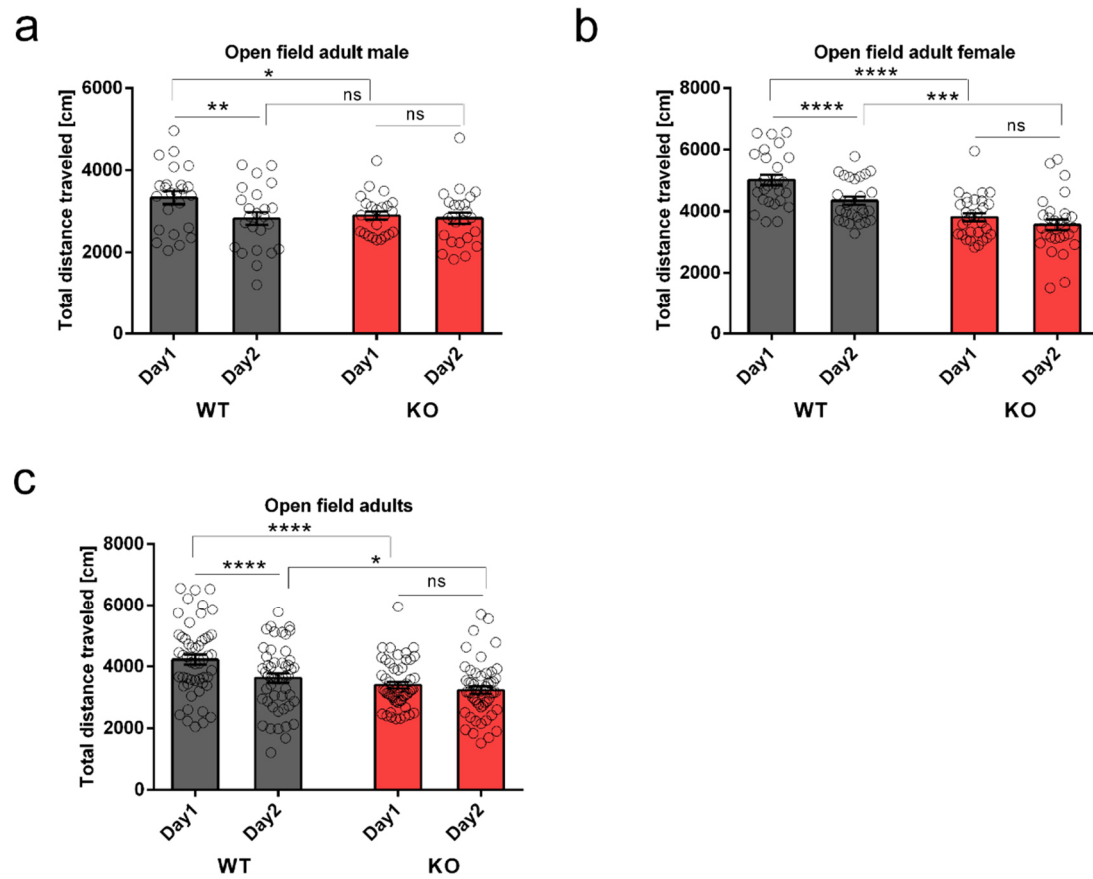 a
Open field adult male
Total distance traveled [cm]
6000
4000
2000
0
*
**
ns
ns
Day1
Day2
Day1
Day2
WT
KO
b
Open field adult female
Total distance traveled [cm]
8000
6000
4000
2000
0
****
****
***
ns
Day1
Day2
Day1
Day2
WT
KO
c
Open field adults
Total distance traveled [cm]
8000
6000
4000
2000
0
****
****
*
ns
Day1
Day2
Day1
Day2
WT
KO